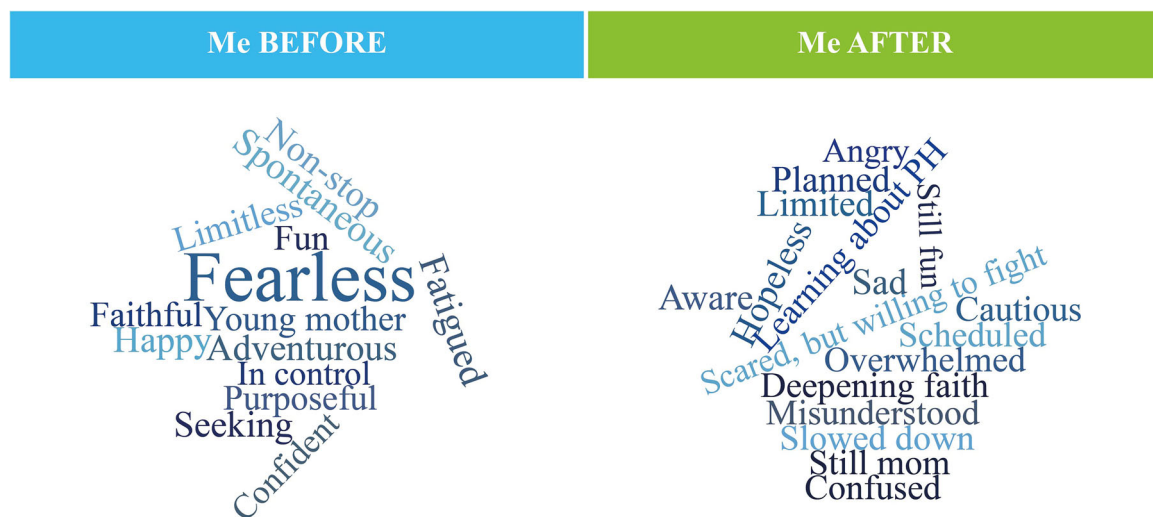 Me BEFORE
Me AFTER
Non-stop
Spontaneous
Limitless
Fun
Fearless
Fatigued
Faithful
Young mother
Happy
Adventurous
In control
Purposeful
Seeking
Confident
Angry
Planned
Limited
Learning about PH
Still fun
Hopeless
Sad
Aware
Scared, but willing to fight
Cautious
Scheduled
Overwhelmed
Deepening faith
Misunderstood
Slowed down
Still mom
Confused